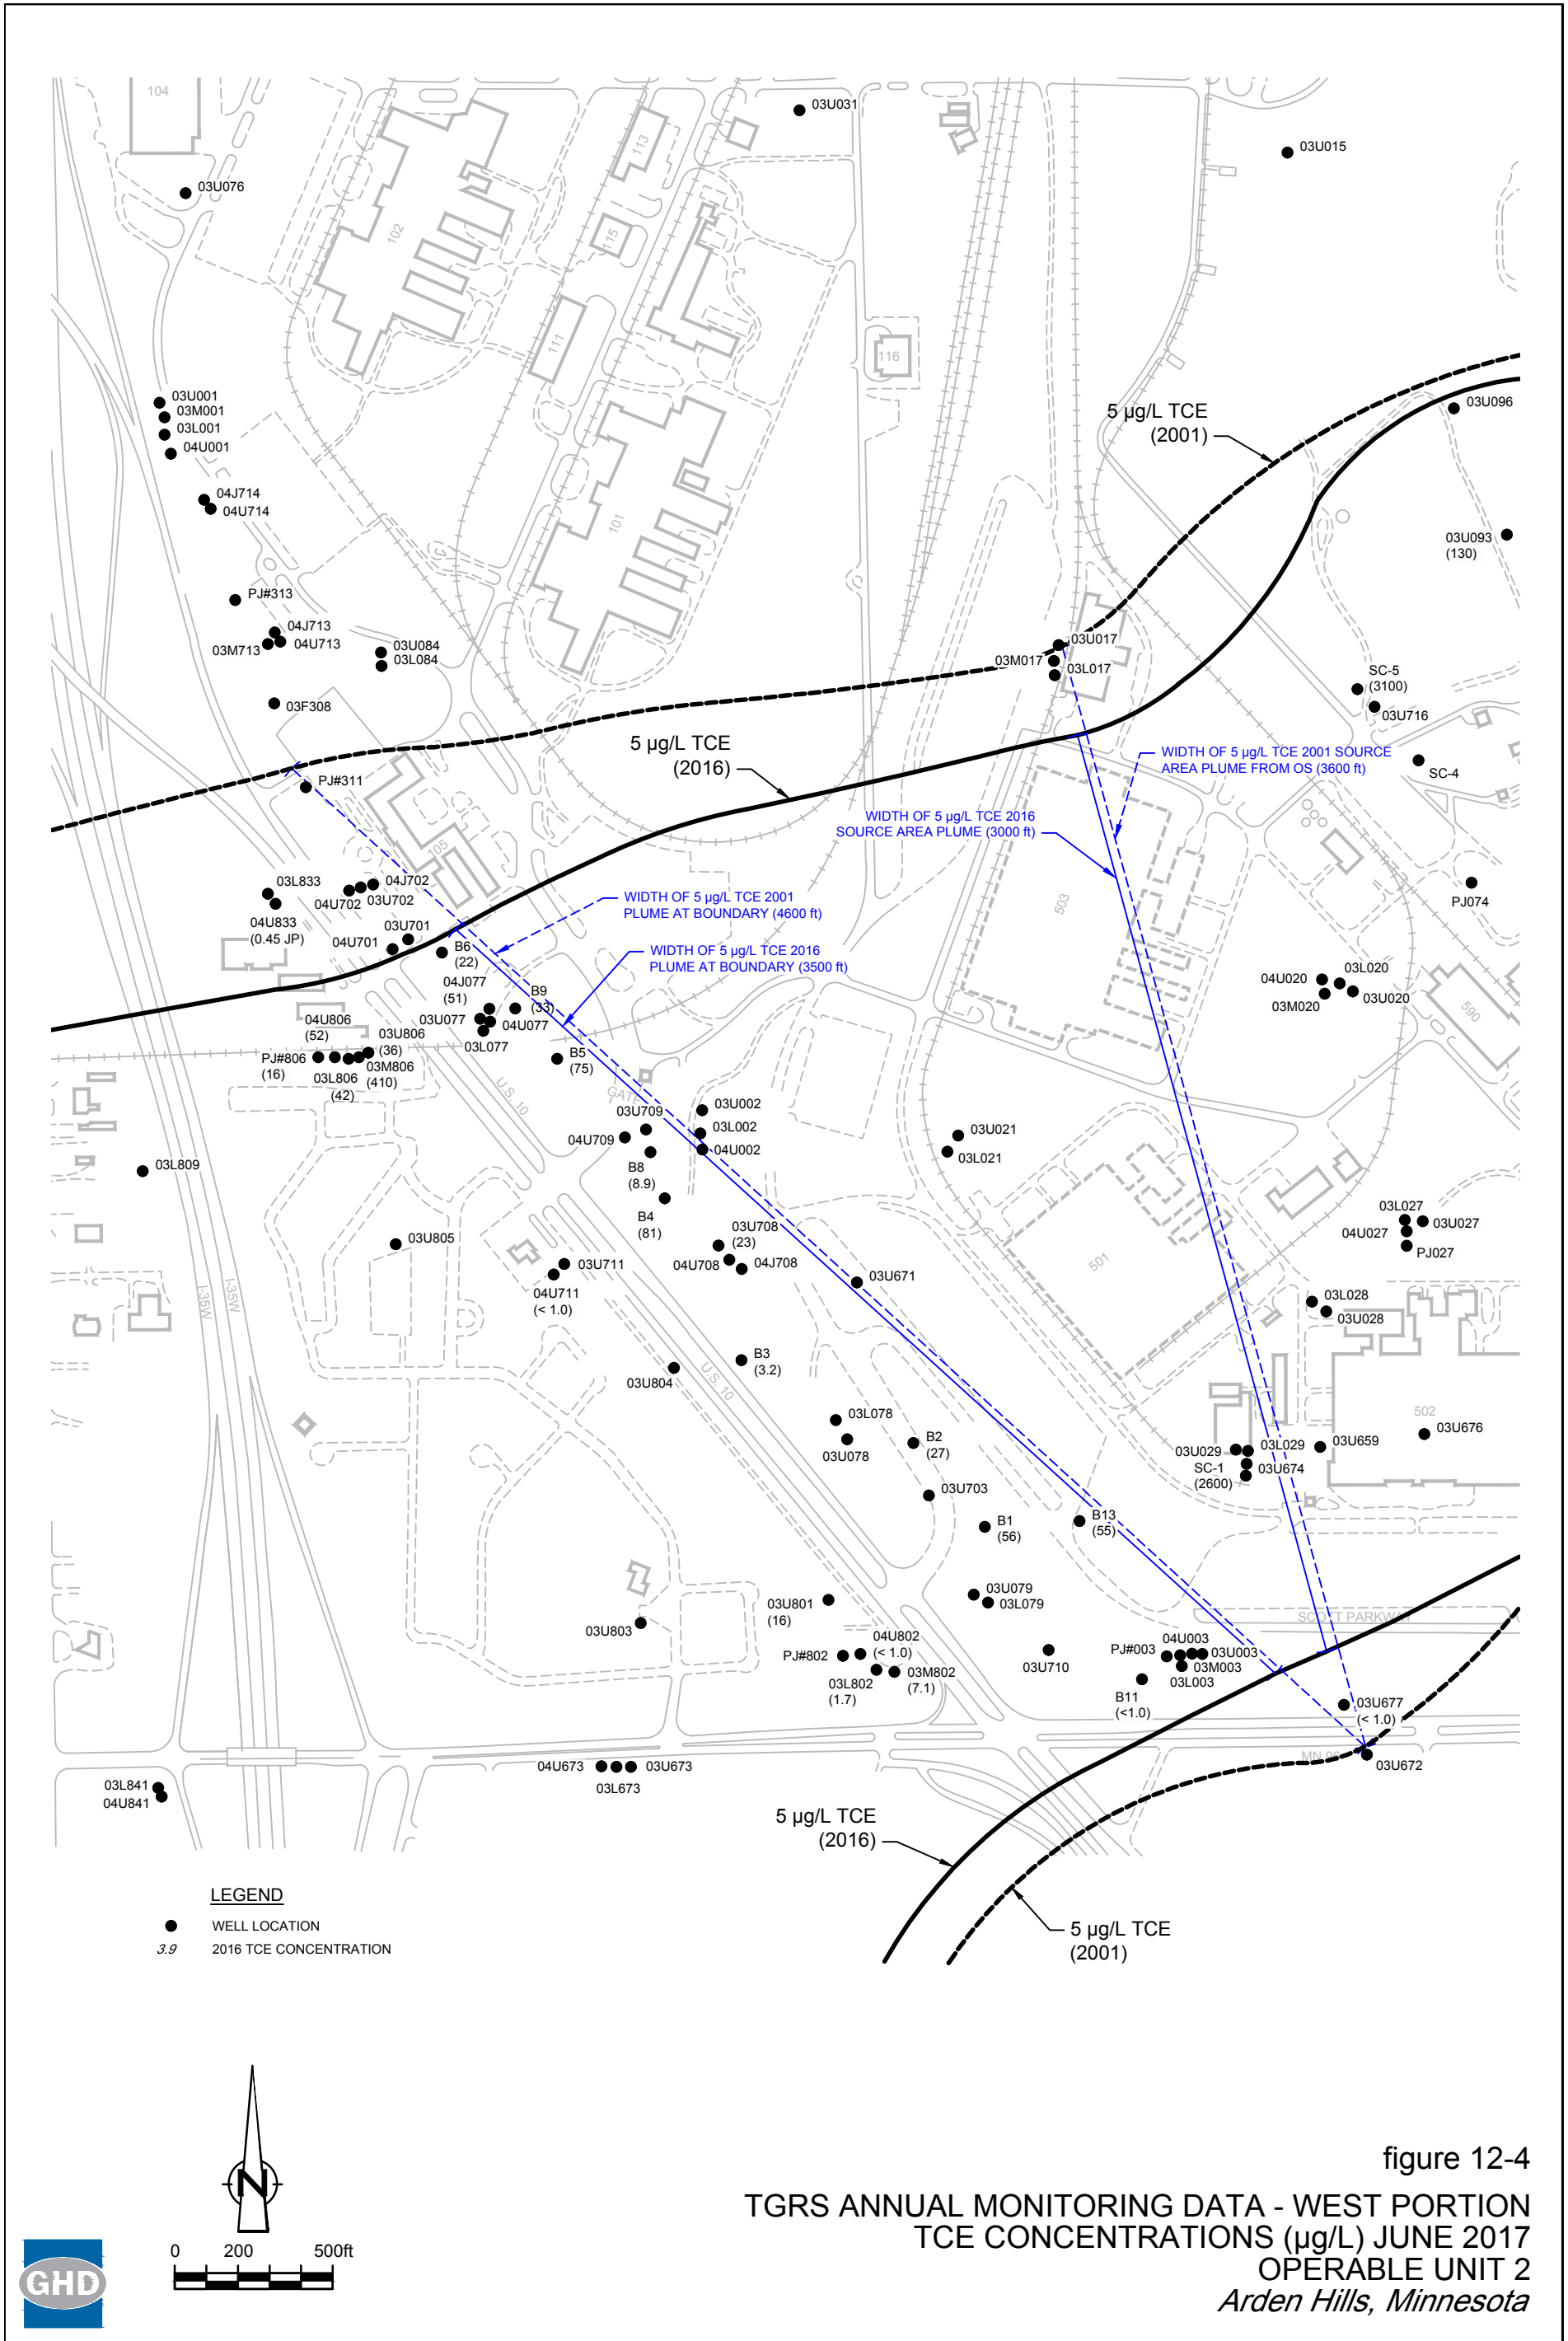 104
03U031
113
03U015
03U076
102
115
111
116
03U001
03M001
03L001
04U001
5 µg/L TCE
(2001)
03U096
04J714
04U714
101
03U093
(130)
PJ#313
04J713
04U713
03M713
03U084
03L084
03U017
03M017
03L017
SC-5
(3100)
03U716
03F308
5 µg/L TCE
(2016)
WIDTH OF 5 µg/L TCE 2001 SOURCE
AREA PLUME FROM OS (3600 ft)
SC-4
PJ#311
WIDTH OF 5 µg/L TCE 2016
SOURCE AREA PLUME (3000 ft)
105
03L833
04J702
04U702
03U702
04U833
(0.45 JP)
WIDTH OF 5 µg/L TCE 2001
PLUME AT BOUNDARY (4600 ft)
503
PJ074
03U701
04U701
B6
(22)
WIDTH OF 5 µg/L TCE 2016
PLUME AT BOUNDARY (3500 ft)
04J077
(51)
B9
(33)
03U077
04U077
03L077
04U020
03L020
03M020
03U020
590
04U806
(52)
03U806
(36)
PJ#806
(16)
03M806
(410)
03L806
(42)
B5
(75)
U.S. 10
03U709
03U002
03L002
04U709
04U002
B8
(8.9)
03U021
03L021
03L809
B4
(81)
03L027
03U027
04U027
PJ027
03U805
03U708
(23)
04U708
04J708
03U711
04U711
(< 1.0)
03U671
501
I-35W
I-35W
03L028
03U028
B3
(3.2)
03U804
U.S. 10
03L078
03U078
B2
(27)
502
03U676
03U029
03L029
03U659
SC-1
(2600)
03U674
03U703
B1
(56)
B13
(55)
03U079
03L079
03U801
(16)
03U803
SCOTT PARKWAY
04U802
(< 1.0)
PJ#802
03L802
(1.7)
03M802
(7.1)
03U710
04U003
PJ#003
03U003
03M003
03L003
B11
(<1.0)
03U677
(< 1.0)
03U672
04U673
03U673
03L673
03L841
04U841
5 µg/L TCE
(2016)
5 µg/L TCE
(2001)
LEGEND
WELL LOCATION
3.9 2016 TCE CONCENTRATION
N
0 200 500ft
GHD
figure 12-4
TGRS ANNUAL MONITORING DATA - WEST PORTION
TCE CONCENTRATIONS (µg/L) JUNE 2017
OPERABLE UNIT 2
Arden Hills, Minnesota